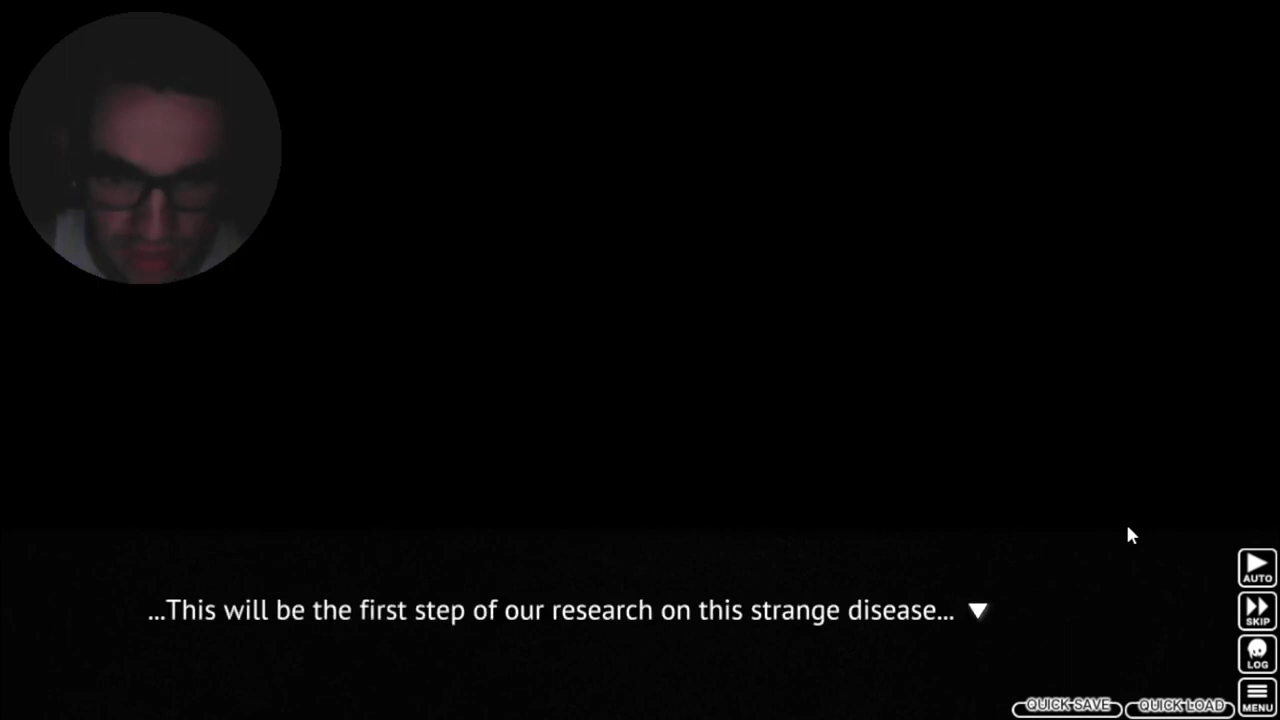 ...This will be the first step of our research on this strange disease...
AUTO
SKIP
LOG
MENU
QUICK SAVE
QUICK LOAD